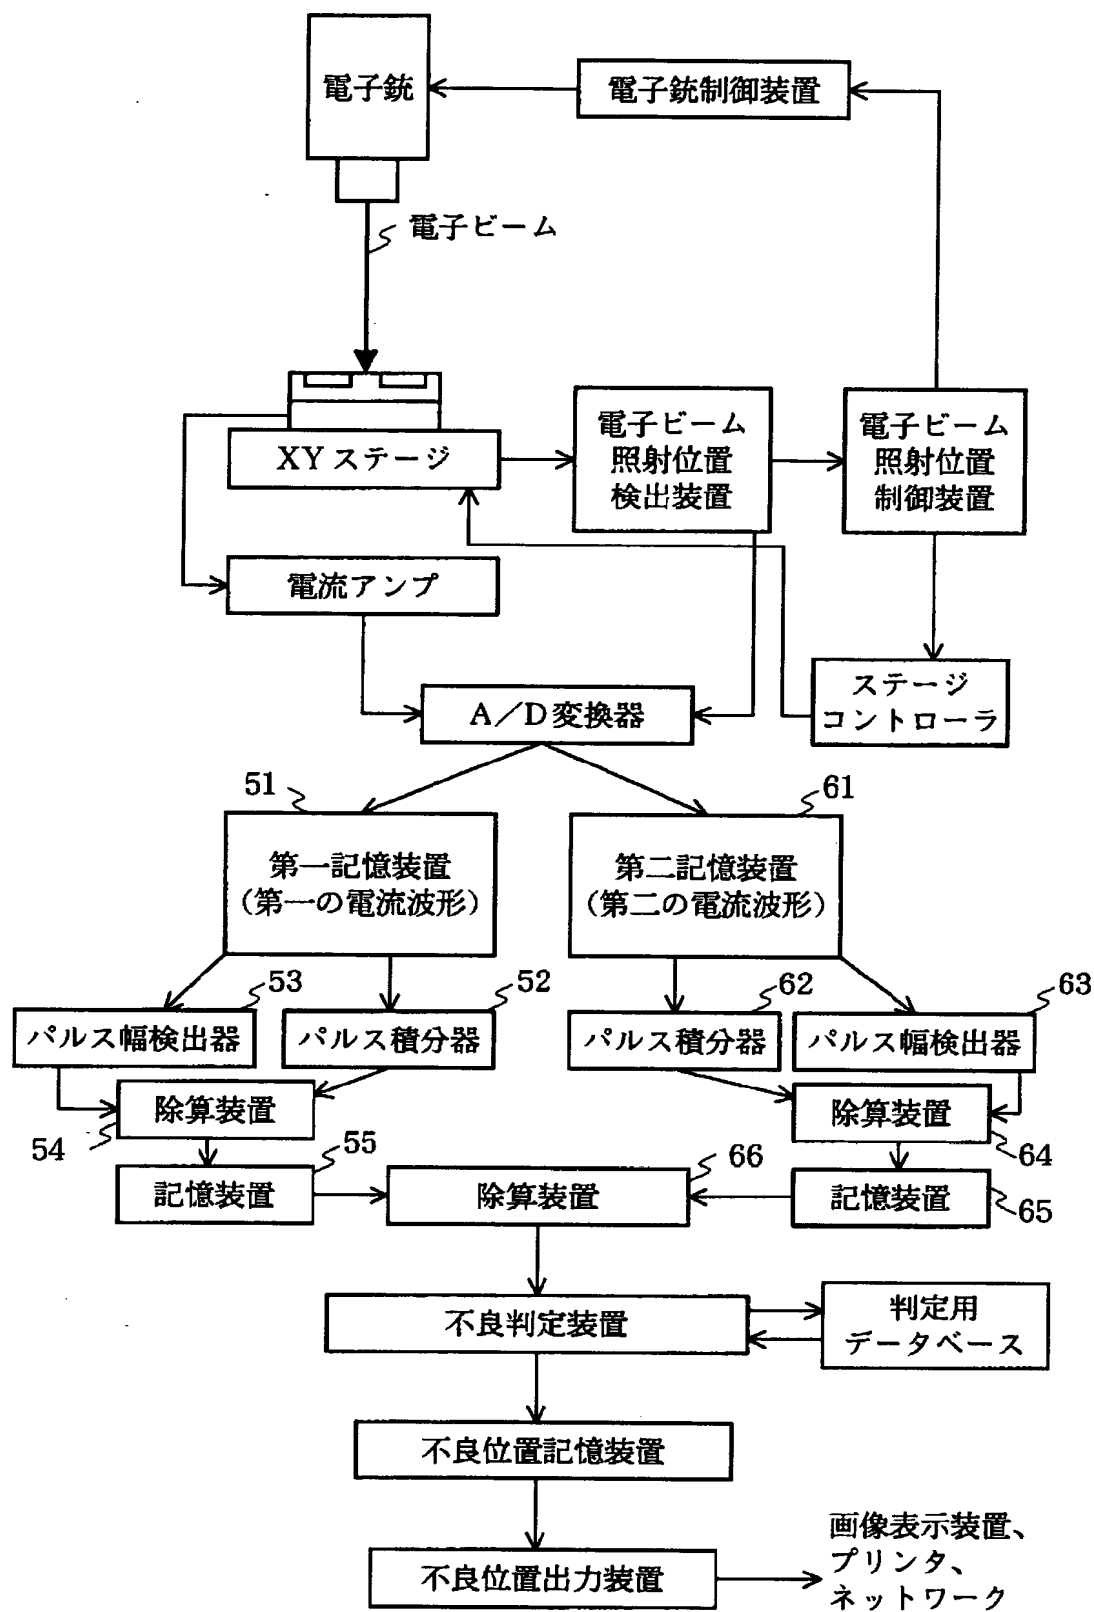 電子銃
電子銃制御装置
電子ビーム
XYステージ
電子ビーム
照射位置
検出装置
電子ビーム
照射位置
制御装置
電流アンプ
ステージ
コントローラ
A/D変換器
51
61
第一記憶装置
(第一の電流波形)
第二記憶装置
(第二の電流波形)
53
52
62
63
パルス幅検出器
パルス積分器
パルス積分器
パルス幅検出器
除算装置
除算装置
54
55
66
64
記憶装置
除算装置
記憶装置
65
不良判定装置
判定用
データベース
不良位置記憶装置
不良位置出力装置
画像表示装置、
プリンタ、
ネットワーク